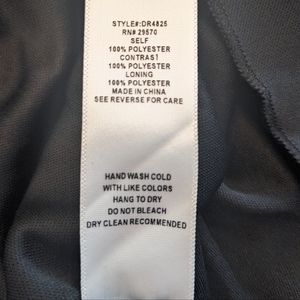 STYLE#:DR4825
RN# 29570
SELF
100% POLYESTER
CONTRAST
100% POLYESTER
LONING
100% POLYESTER
MADE IN CHINA
SEE REVERSE FOR CARE
HAND WASH COLD
WITH LIKE COLORS
HANG TO DRY
DO NOT BLEACH
DRY CLEAN RECOMMENDED